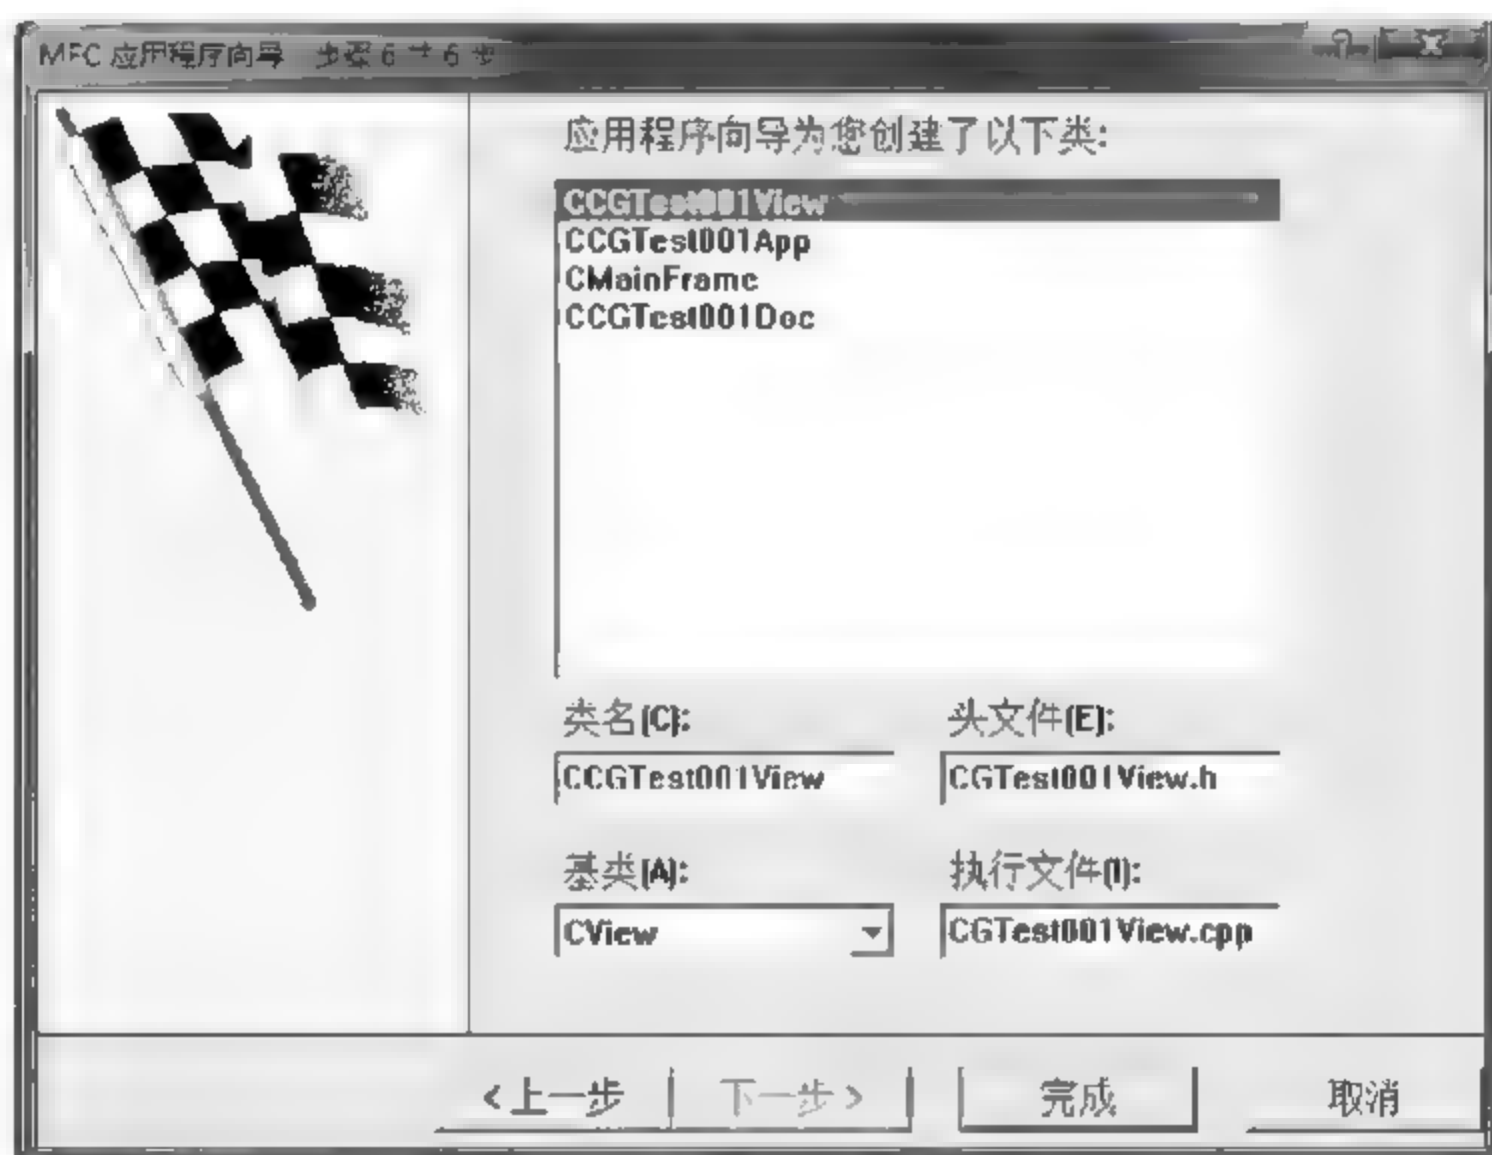 MFC 应用程序向导 - 步骤 6 共 6 步
应用程序向导为您创建了以下类:
CCGTest001View
CCGTest001App
CMainFrame
CCGTest001Doc
类名(C):
头文件(E):
CCGTest001View
CGTest001View.h
基类(A):
执行文件(I):
CView
CGTest001View.cpp
<上一步
下一步>
完成
取消